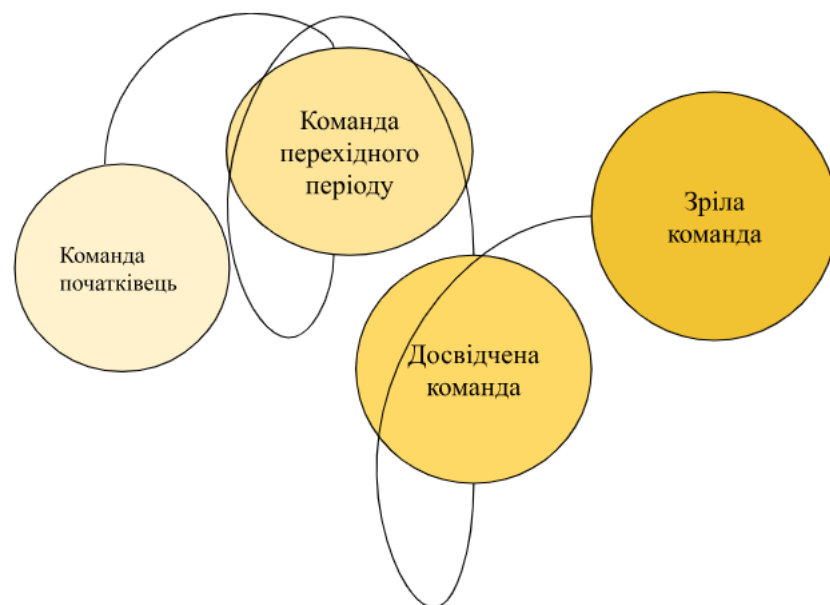 Команда
початківець
Команда
перехідного
періоду
Досвідчена
команда
Зріла
команда